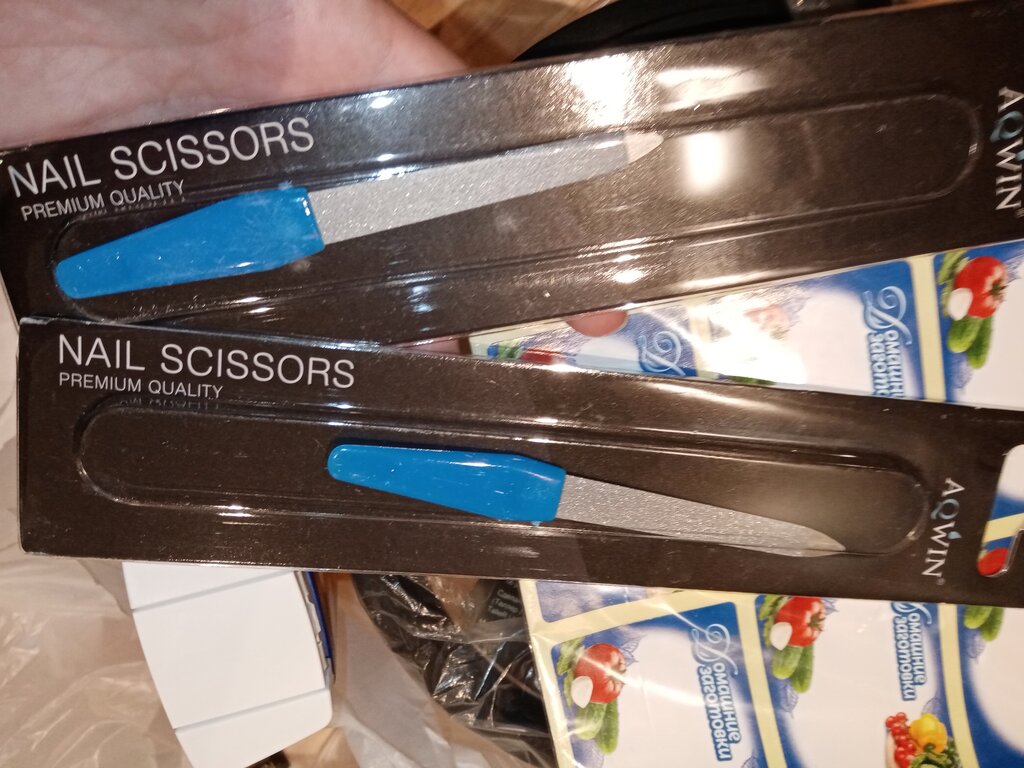 NAIL SCISSORS
PREMIUM QUALITY
AQWIN
NAIL SCISSORS
PREMIUM QUALITY
AQWIN
Домашние
заготовки
Домашние
заготовки
Домашние
заготовки